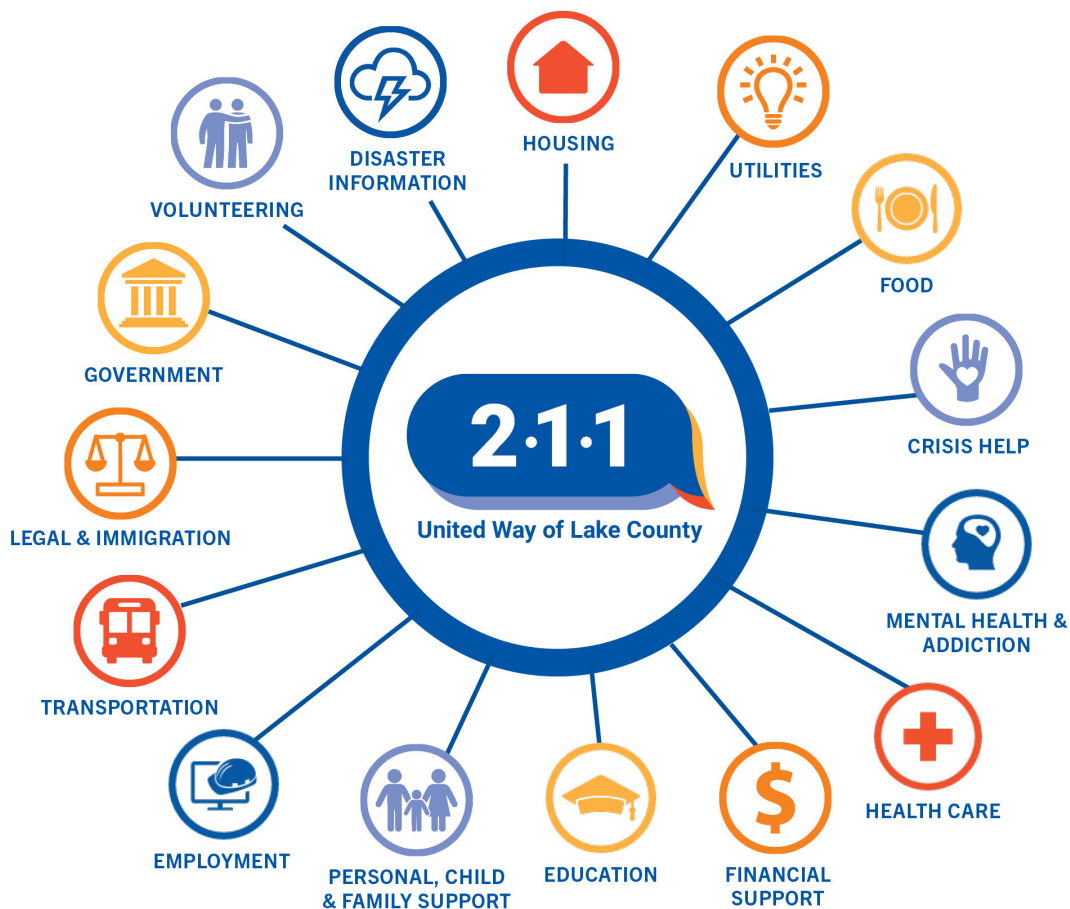 HOUSING
UTILITIES
FOOD
CRISIS HELP
MENTAL HEALTH &
ADDICTION
HEALTH CARE
FINANCIAL
SUPPORT
EDUCATION
PERSONAL, CHILD
& FAMILY SUPPORT
EMPLOYMENT
TRANSPORTATION
LEGAL & IMMIGRATION
GOVERNMENT
VOLUNTEERING
DISASTER
INFORMATION
2·1·1
United Way of Lake County
$